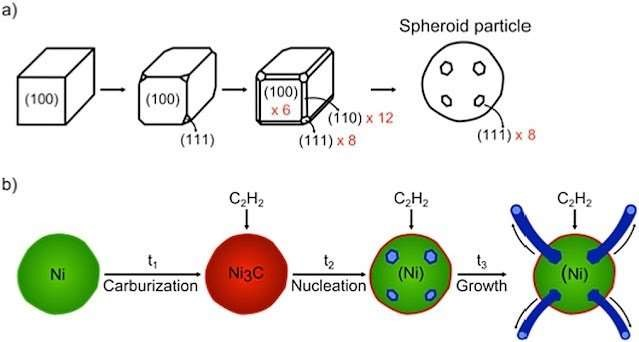 a)
Spheroid particle
(100)
(100)
(111)
(100)
x 6
(110) x 12
(111) x 8
(111) x 8
b)
C₂H₂
C₂H₂
C₂H₂
Ni
t₁
Carburization
Ni₃C
t₂
Nucleation
(Ni)
t₃
Growth
(Ni)